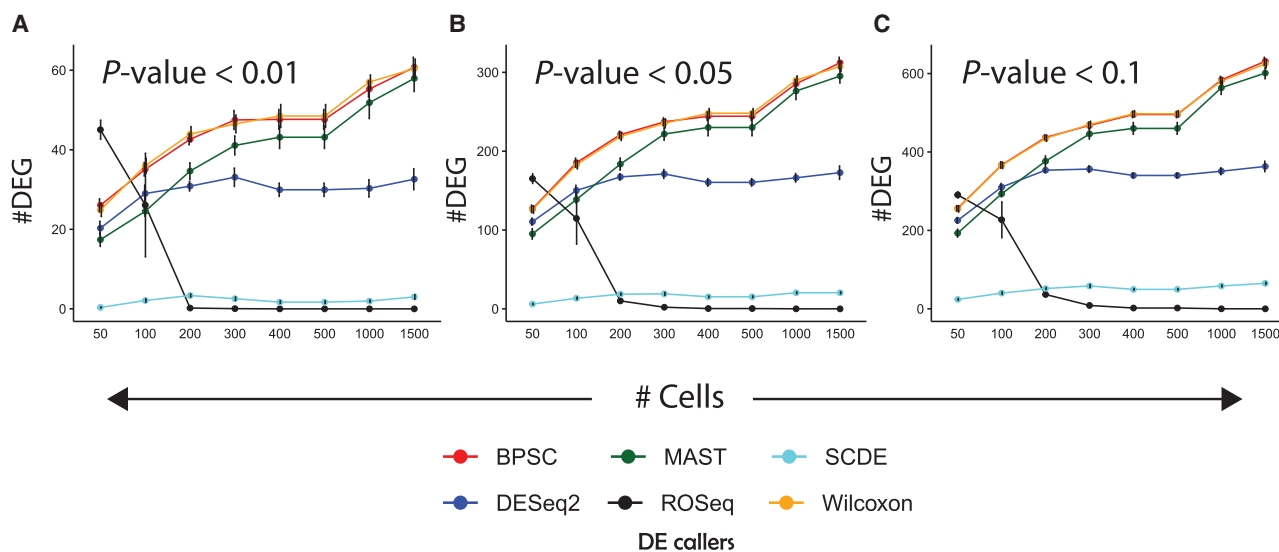 A
B
C
P-value < 0.01
P-value < 0.05
P-value < 0.1
#DEG
60
40
20
0
50 100 200 300 400 500 1000 1500
#DEG
300
200
100
0
50 100 200 300 400 500 1000 1500
#DEG
600
400
200
0
50 100 200 300 400 500 1000 1500
# Cells
BPSC MAST SCDE
DESeq2 ROSeq Wilcoxon
DE callers